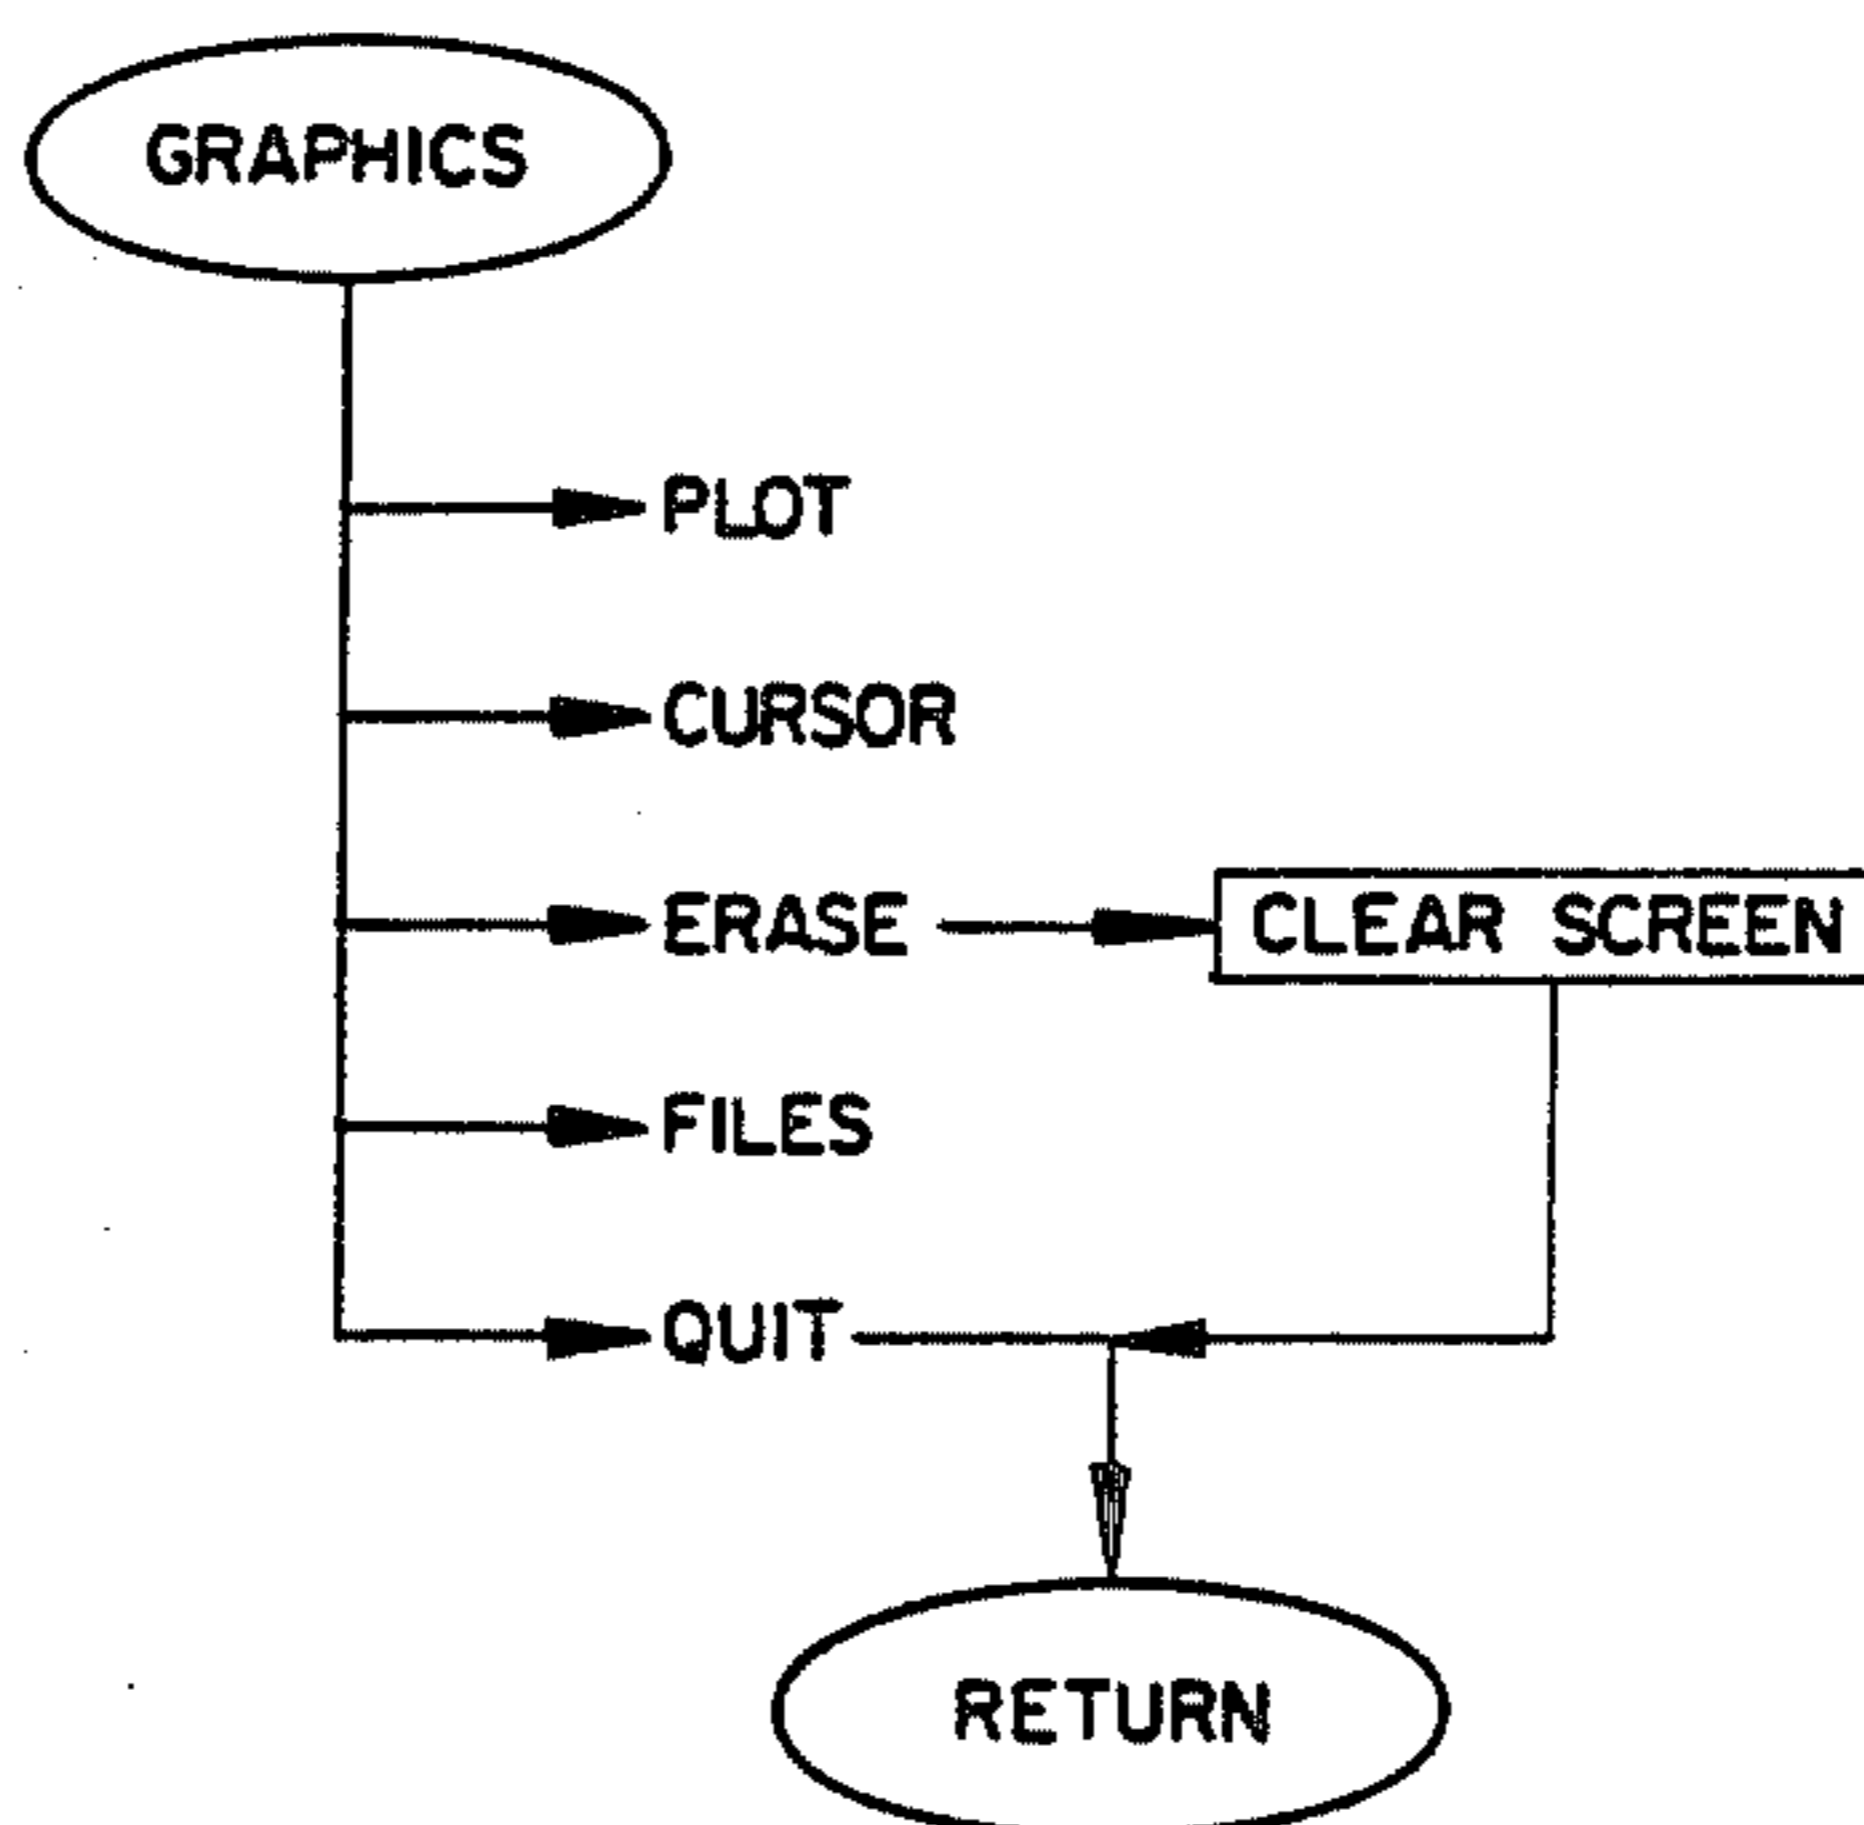 GRAPHICS
PLOT
CURSOR
ERASE
CLEAR SCREEN
FILES
QUIT
RETURN